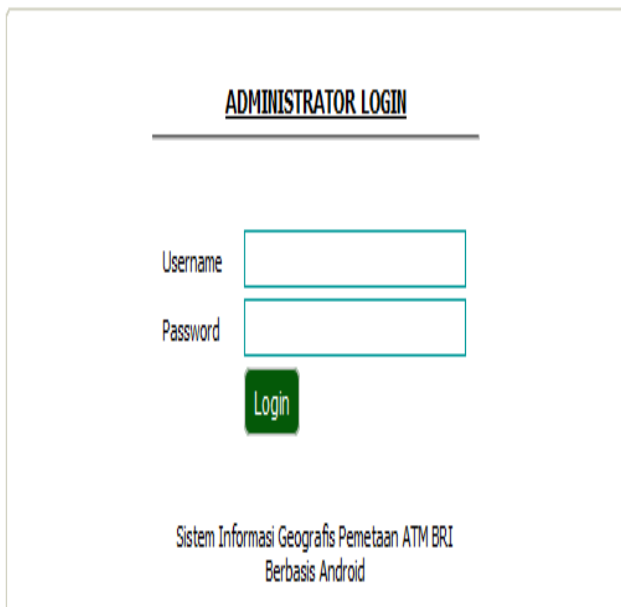 ADMINISTRATOR LOGIN
Username
Password
Login
Sistem Informasi Geografis Pemetaan ATM BRI
Berbasis Android